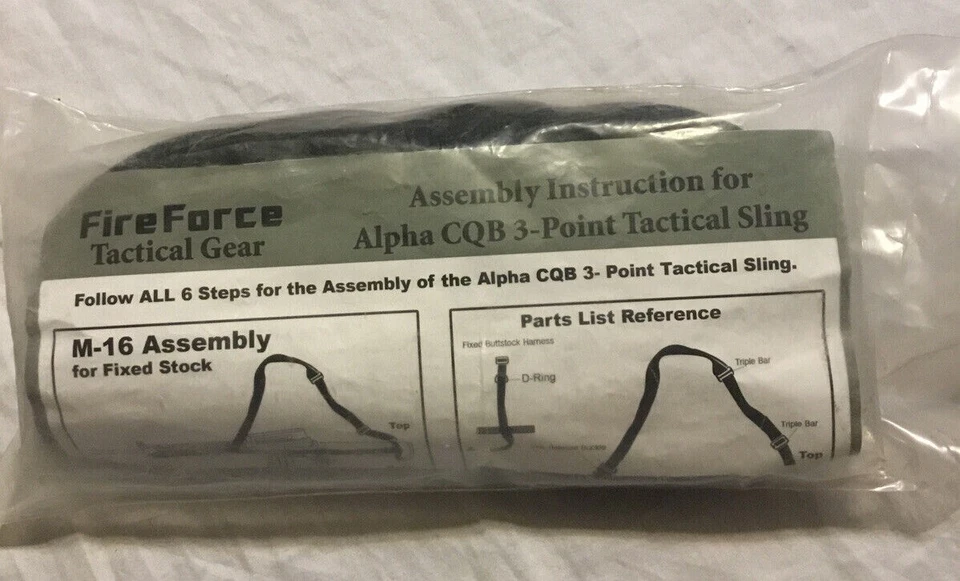 FireForce
Tactical Gear
Assembly Instruction for
Alpha CQB 3-Point Tactical Sling
Follow ALL 6 Steps for the Assembly of the Alpha CQB 3- Point Tactical Sling.
M-16 Assembly
for Fixed Stock
Top
Parts List Reference
Fixed Buttstock Harness
D-Ring
Triple Bar
Triple Bar
Top